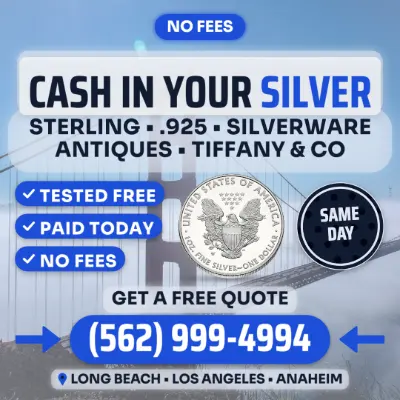 NO FEES
CASH IN YOUR SILVER
STERLING ▪ .925 ▪ SILVERWARE
ANTIQUES ▪ TIFFANY & CO
✓ TESTED FREE
✓ PAID TODAY
✓ NO FEES
UNITED STATES OF AMERICA
1 OZ. FINE SILVER~ONE DOLLAR
SAME
DAY
GET A FREE QUOTE
(562) 999-4994
LONG BEACH ▪ LOS ANGELES ▪ ANAHEIM